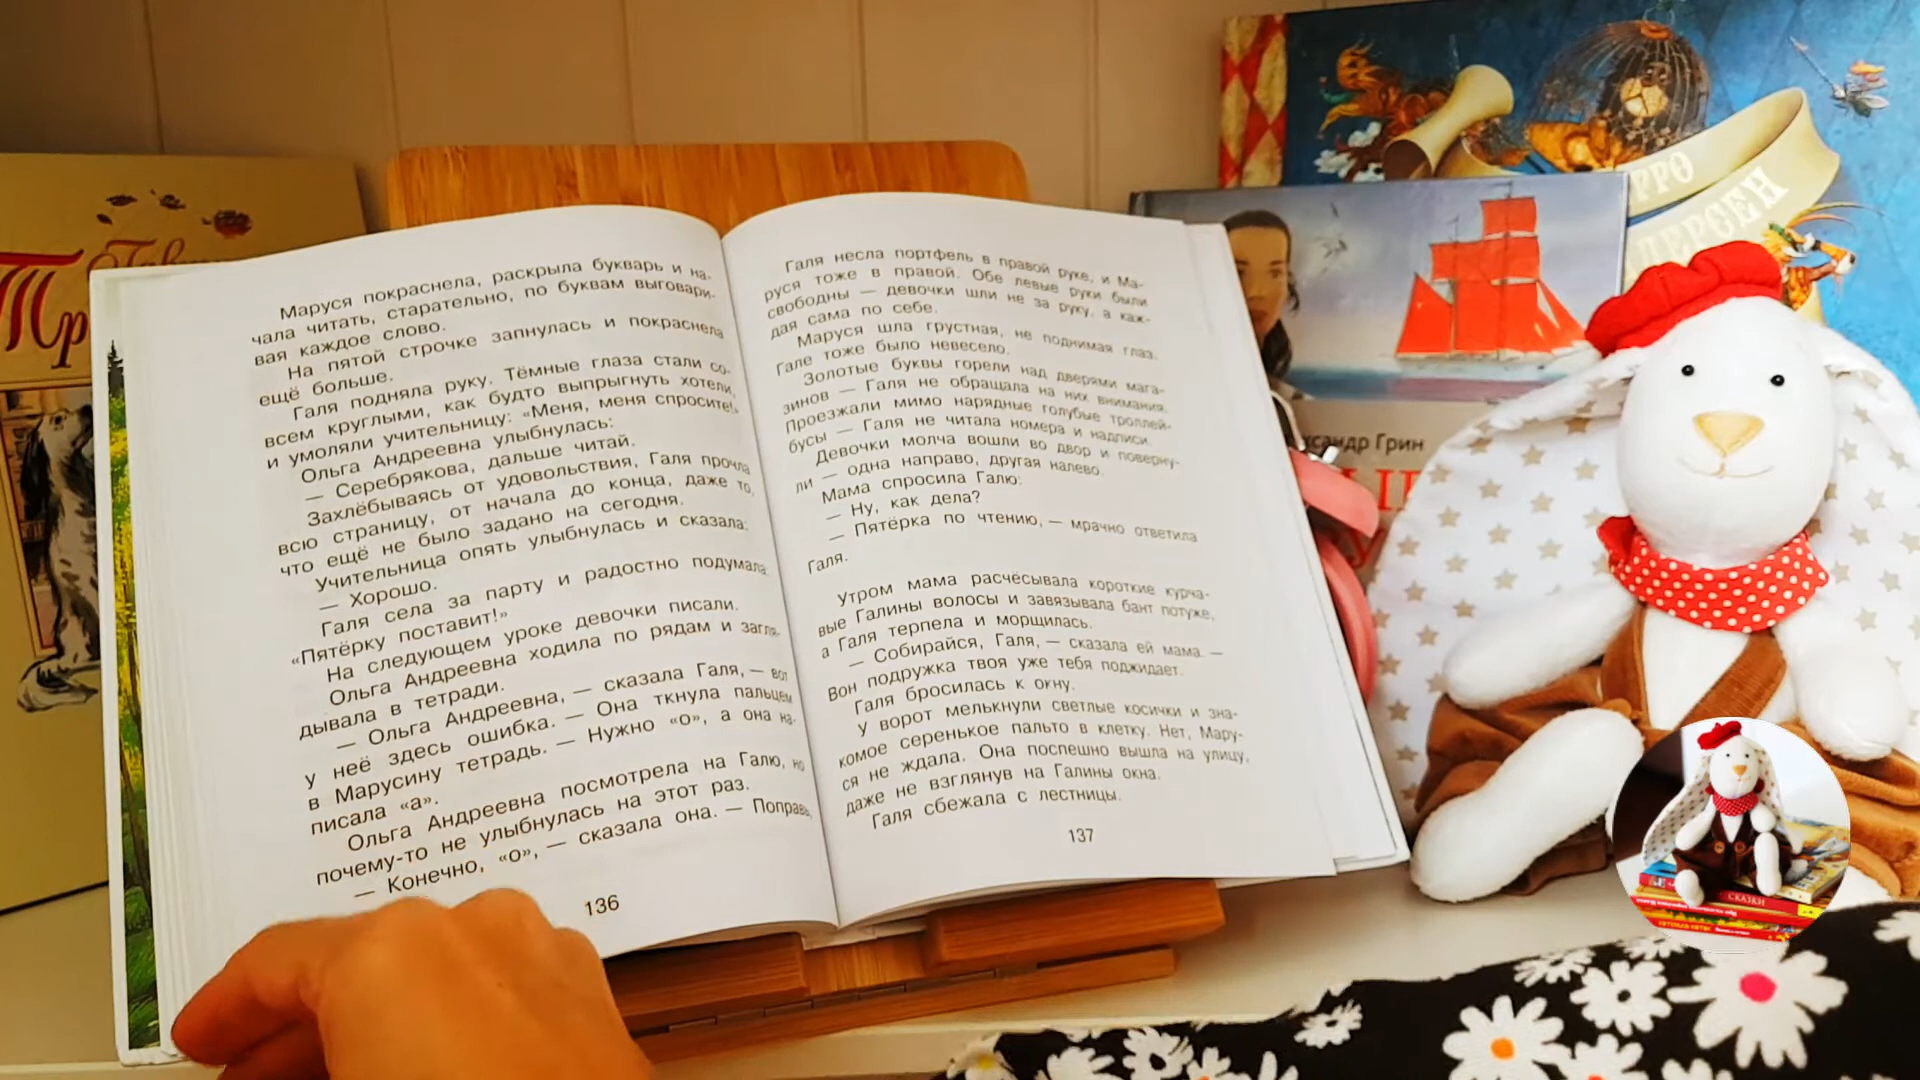 Маруся покраснела, раскрыла букварь и на-
чала читать, старательно, по буквам выговари-
вая каждое слово.
На пятой строчке запнулась и покраснела
ещё больше.
Галя подняла руку. Тёмные глаза стали со-
всем круглыми, как будто выпрыгнуть хотели,
и умоляли учительницу: «Меня, меня спросите!»
Ольга Андреевна улыбнулась:
— Серебрякова, дальше читай.
Захлёбываясь от удовольствия, Галя прочла
всю страницу, от начала до конца, даже то,
что ещё не было задано на сегодня.
Учительница опять улыбнулась и сказала:
— Хорошо.
Галя села за парту и радостно подумала:
«Пятёрку поставит!»
На следующем уроке девочки писали.
Ольга Андреевна ходила по рядам и загля-
дывала в тетради.
— Ольга Андреевна, — сказала Галя, — вот
у неё здесь ошибка. — Она ткнула пальцем
в Марусину тетрадь. — Нужно «о», а она на-
писала «а».
Ольга Андреевна посмотрела на Галю, но
почему-то не улыбнулась на этот раз.
— Конечно, «о», — сказала она. — Поправь,
136
Галя несла портфель в правой руке, и Ма-
руся тоже в правой. Обе левые руки были
свободны — девочки шли не за руку, а каж-
дая сама по себе.
Маруся шла грустная, не поднимая глаз.
Гале тоже было невесело.
Золотые буквы горели над дверями мага-
зинов — Галя не обращала на них внимания.
Проезжали мимо нарядные голубые троллей-
бусы — Галя не читала номера и надписи.
Девочки молча вошли во двор и поверну-
ли — одна направо, другая налево.
Мама спросила Галю:
— Ну, как дела?
— Пятёрка по чтению, — мрачно ответила
Галя.
Утром мама расчёсывала короткие курча-
вые Галины волосы и завязывала бант потуже,
а Галя терпела и морщилась.
— Собирайся, Галя, — сказала ей мама. —
Вон подружка твоя уже тебя поджидает.
Галя бросилась к окну.
У ворот мелькнули светлые косички и зна-
комое серенькое пальто в клетку. Нет, Мару-
ся не ждала. Она поспешно вышла на улицу,
даже не взглянув на Галины окна.
Галя сбежала с лестницы.
137
Грин
СКАЗКИ